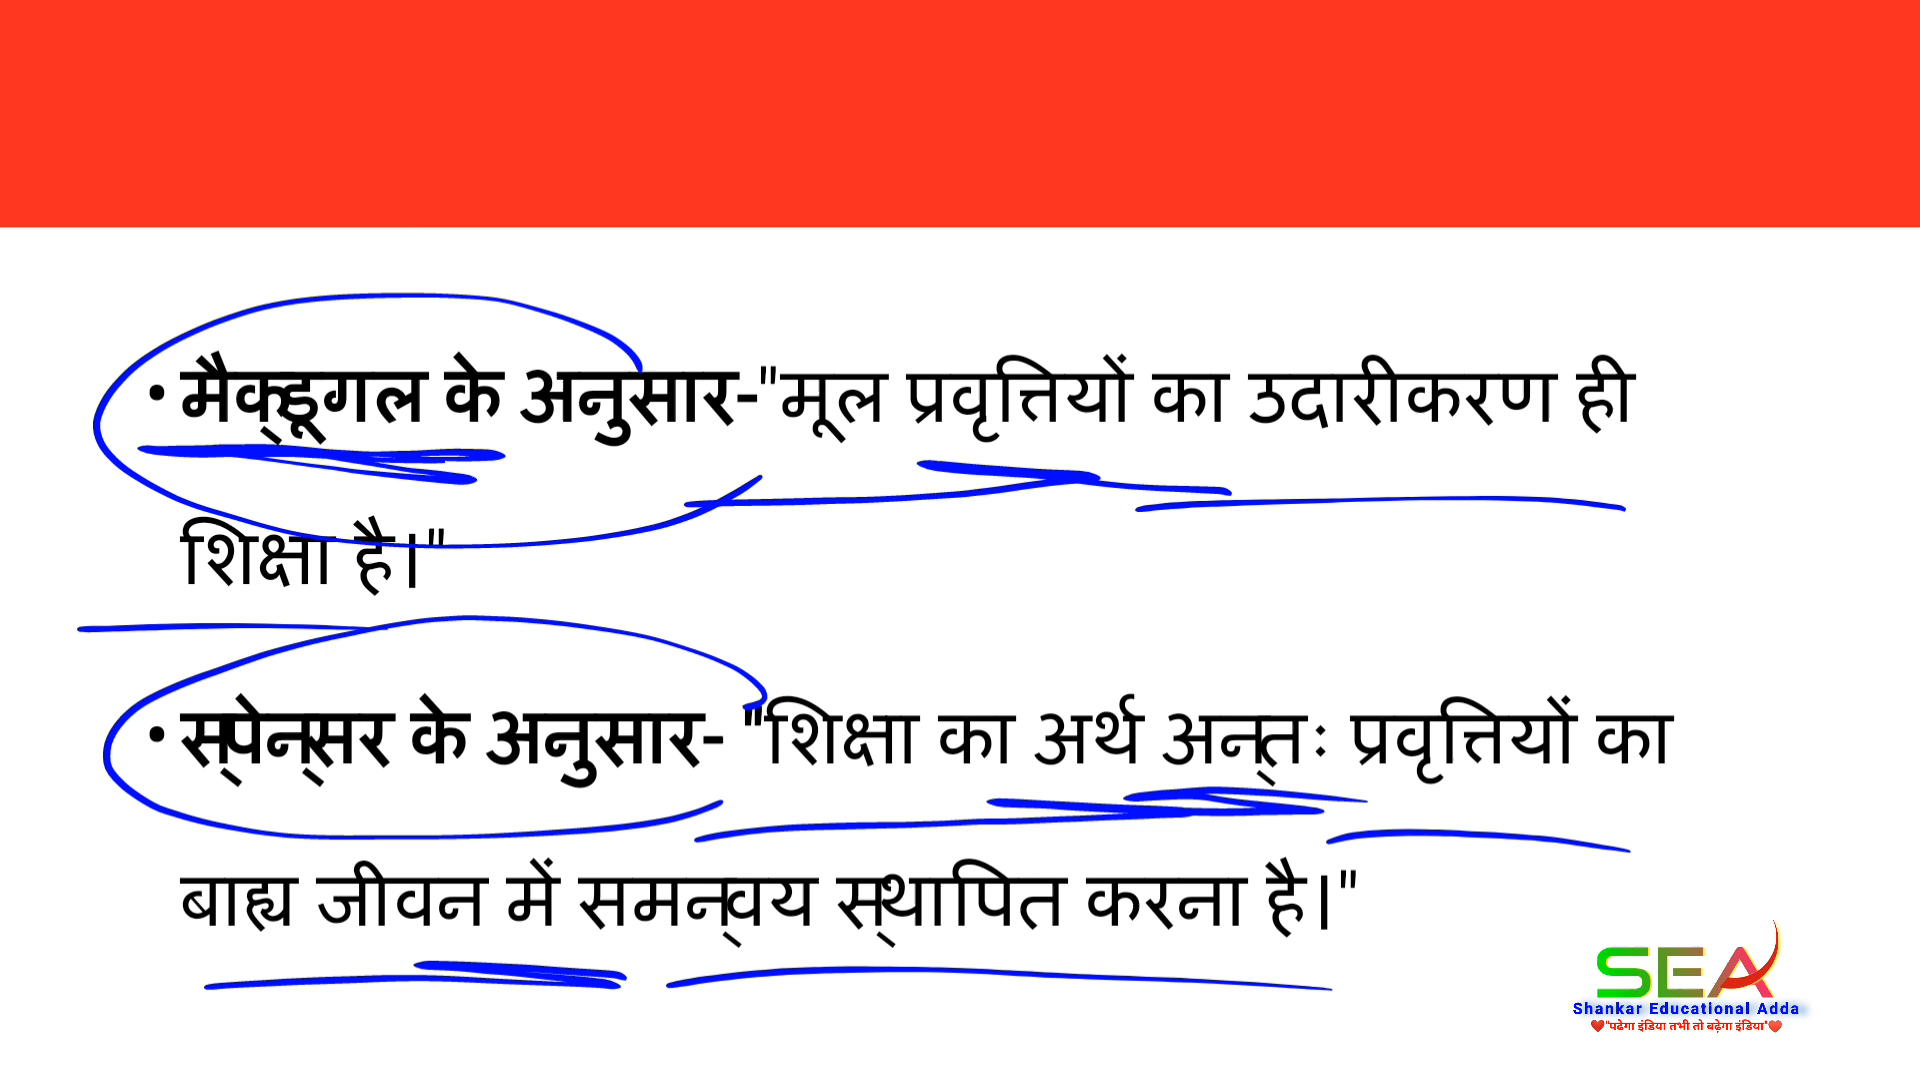 • मैक्डूगल के अनुसार-"मूल प्रवृत्तियों का उदारीकरण ही
शिक्षा है।"
• स्पेन्सर के अनुसार- "शिक्षा का अर्थ अन्तः प्रवृत्तियों का
बाह्य जीवन में समन्वय स्थापित करना है।"
SEA
Shankar Educational Adda
❤"पढेगा इंडिया तभी तो बढ़ेगा इंडिया"❤